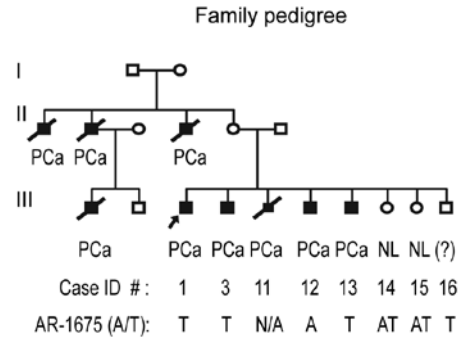 Family pedigree
I
II
PCa PCa PCa
III
PCa PCa PCa PCa PCa PCa NL NL (?)
Case ID # : 1 3 11 12 13 14 15 16
AR-1675 (A/T): T T N/A A T AT AT T